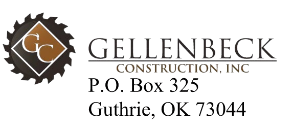 GC
GELLENBECK
CONSTRUCTION, INC
P.O. Box 325
Guthrie, OK 73044